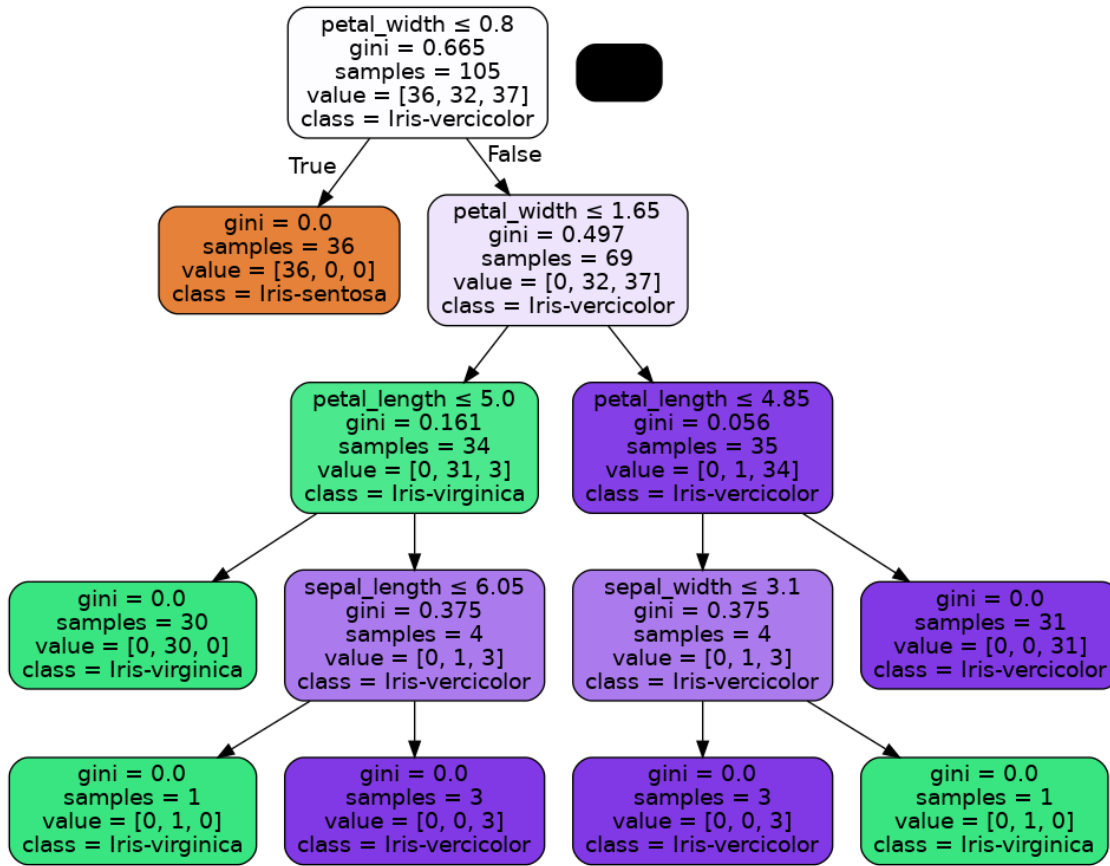 petal_width ≤ 0.8
gini = 0.665
samples = 105
value = [36, 32, 37]
class = Iris-vercicolor
True
False
gini = 0.0
samples = 36
value = [36, 0, 0]
class = Iris-sentosa
petal_width ≤ 1.65
gini = 0.497
samples = 69
value = [0, 32, 37]
class = Iris-vercicolor
petal_length ≤ 5.0
gini = 0.161
samples = 34
value = [0, 31, 3]
class = Iris-virginica
petal_length ≤ 4.85
gini = 0.056
samples = 35
value = [0, 1, 34]
class = Iris-vercicolor
gini = 0.0
samples = 30
value = [0, 30, 0]
class = Iris-virginica
sepal_length ≤ 6.05
gini = 0.375
samples = 4
value = [0, 1, 3]
class = Iris-vercicolor
sepal_width ≤ 3.1
gini = 0.375
samples = 4
value = [0, 1, 3]
class = Iris-vercicolor
gini = 0.0
samples = 31
value = [0, 0, 31]
class = Iris-vercicolor
gini = 0.0
samples = 1
value = [0, 1, 0]
class = Iris-virginica
gini = 0.0
samples = 3
value = [0, 0, 3]
class = Iris-vercicolor
gini = 0.0
samples = 3
value = [0, 0, 3]
class = Iris-vercicolor
gini = 0.0
samples = 1
value = [0, 1, 0]
class = Iris-virginica